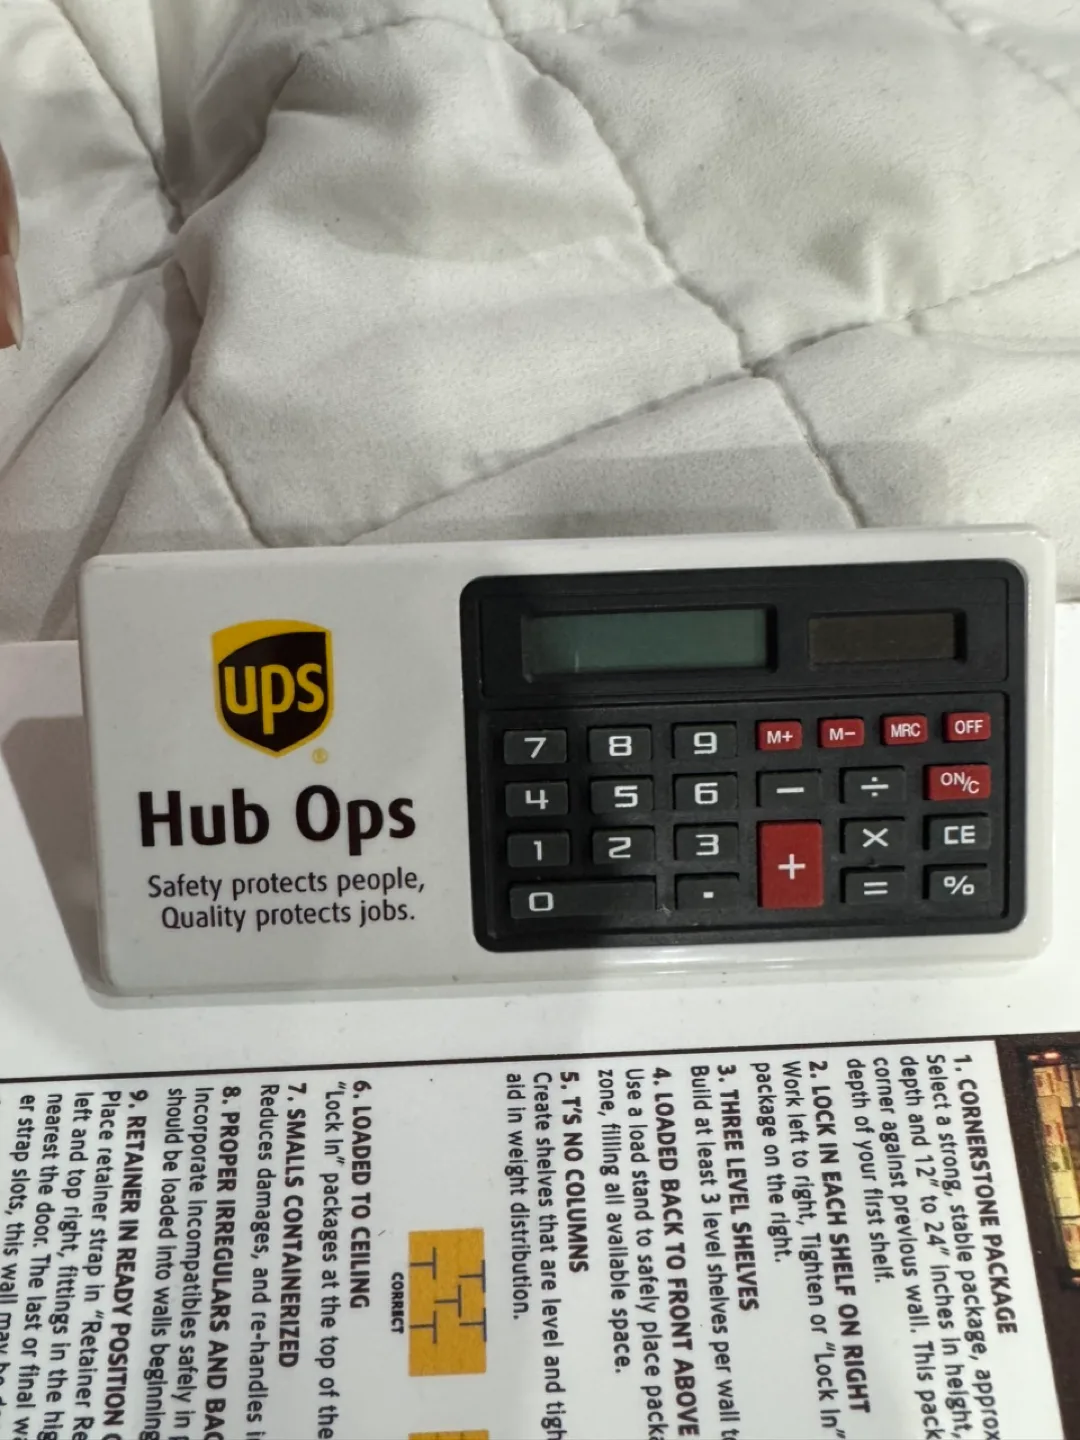 ups
®
Hub Ops
Safety protects people,
Quality protects jobs.
7 8 9 M+ M- MRC OFF
4 5 6 − ÷ ON/C
1 2 3 + X CE
0 . = %
1. CORNERSTONE PACKAGE
Select a strong, stable package, approx
depth and 12" to 24" inches in height,
corner against previous wall. This pack
depth of your first shelf.
2. LOCK IN EACH SHELF ON RIGHT
Work left to right, Tighten or "Lock In"
package on the right.
3. THREE LEVEL SHELVES
Build at least 3 level shelves per wall t
4. LOADED BACK TO FRONT ABOVE
Use a load stand to safely place packa
zone, filling all available space.
5. T'S NO COLUMNS
Create shelves that are level and tigh
aid in weight distribution.
CORRECT
6. LOADED TO CEILING
"Lock In" packages at the top of the
7. SMALLS CONTAINERIZED
Reduces damages, and re-handles i
8. PROPER IRREGULARS AND BAG
Incorporate incompatibles safely in
should be loaded into walls beginning
9. RETAINER IN READY POSITION
Place retainer strap in "Retainer Re
left and top right, fittings in the hig
nearest the door. The last or final wa
er strap slots, this wall may be